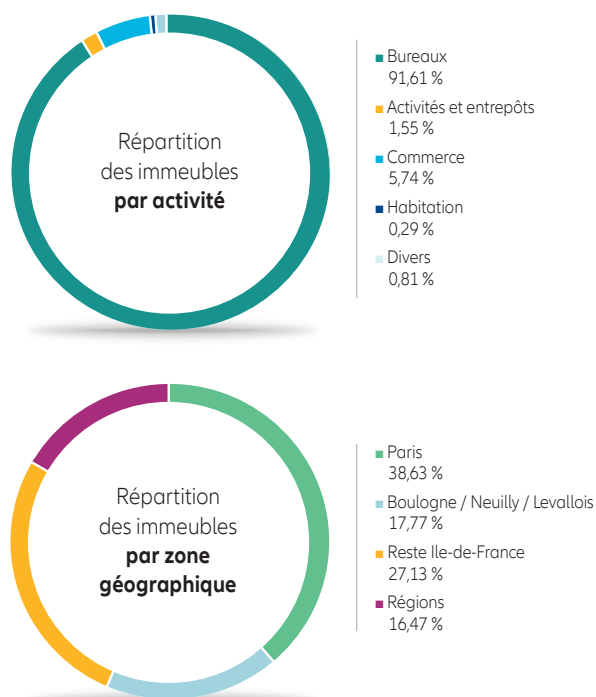 Répartition
des immeubles
par activité
Bureaux
91,61 %
Activités et entrepôts
1,55 %
Commerce
5,74 %
Habitation
0,29 %
Divers
0,81 %
Répartition
des immeubles
par zone
géographique
Paris
38,63 %
Boulogne / Neuilly / Levallois
17,77 %
Reste Ile-de-France
27,13 %
Régions
16,47 %